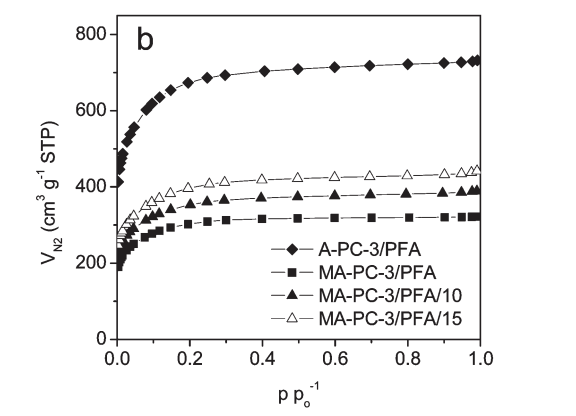 b
800
600
400
200
0
V_N2 (cm³ g⁻¹ STP)
A-PC-3/PFA
MA-PC-3/PFA
MA-PC-3/PFA/10
MA-PC-3/PFA/15
0.0 0.2 0.4 0.6 0.8 1.0
p pₒ⁻¹